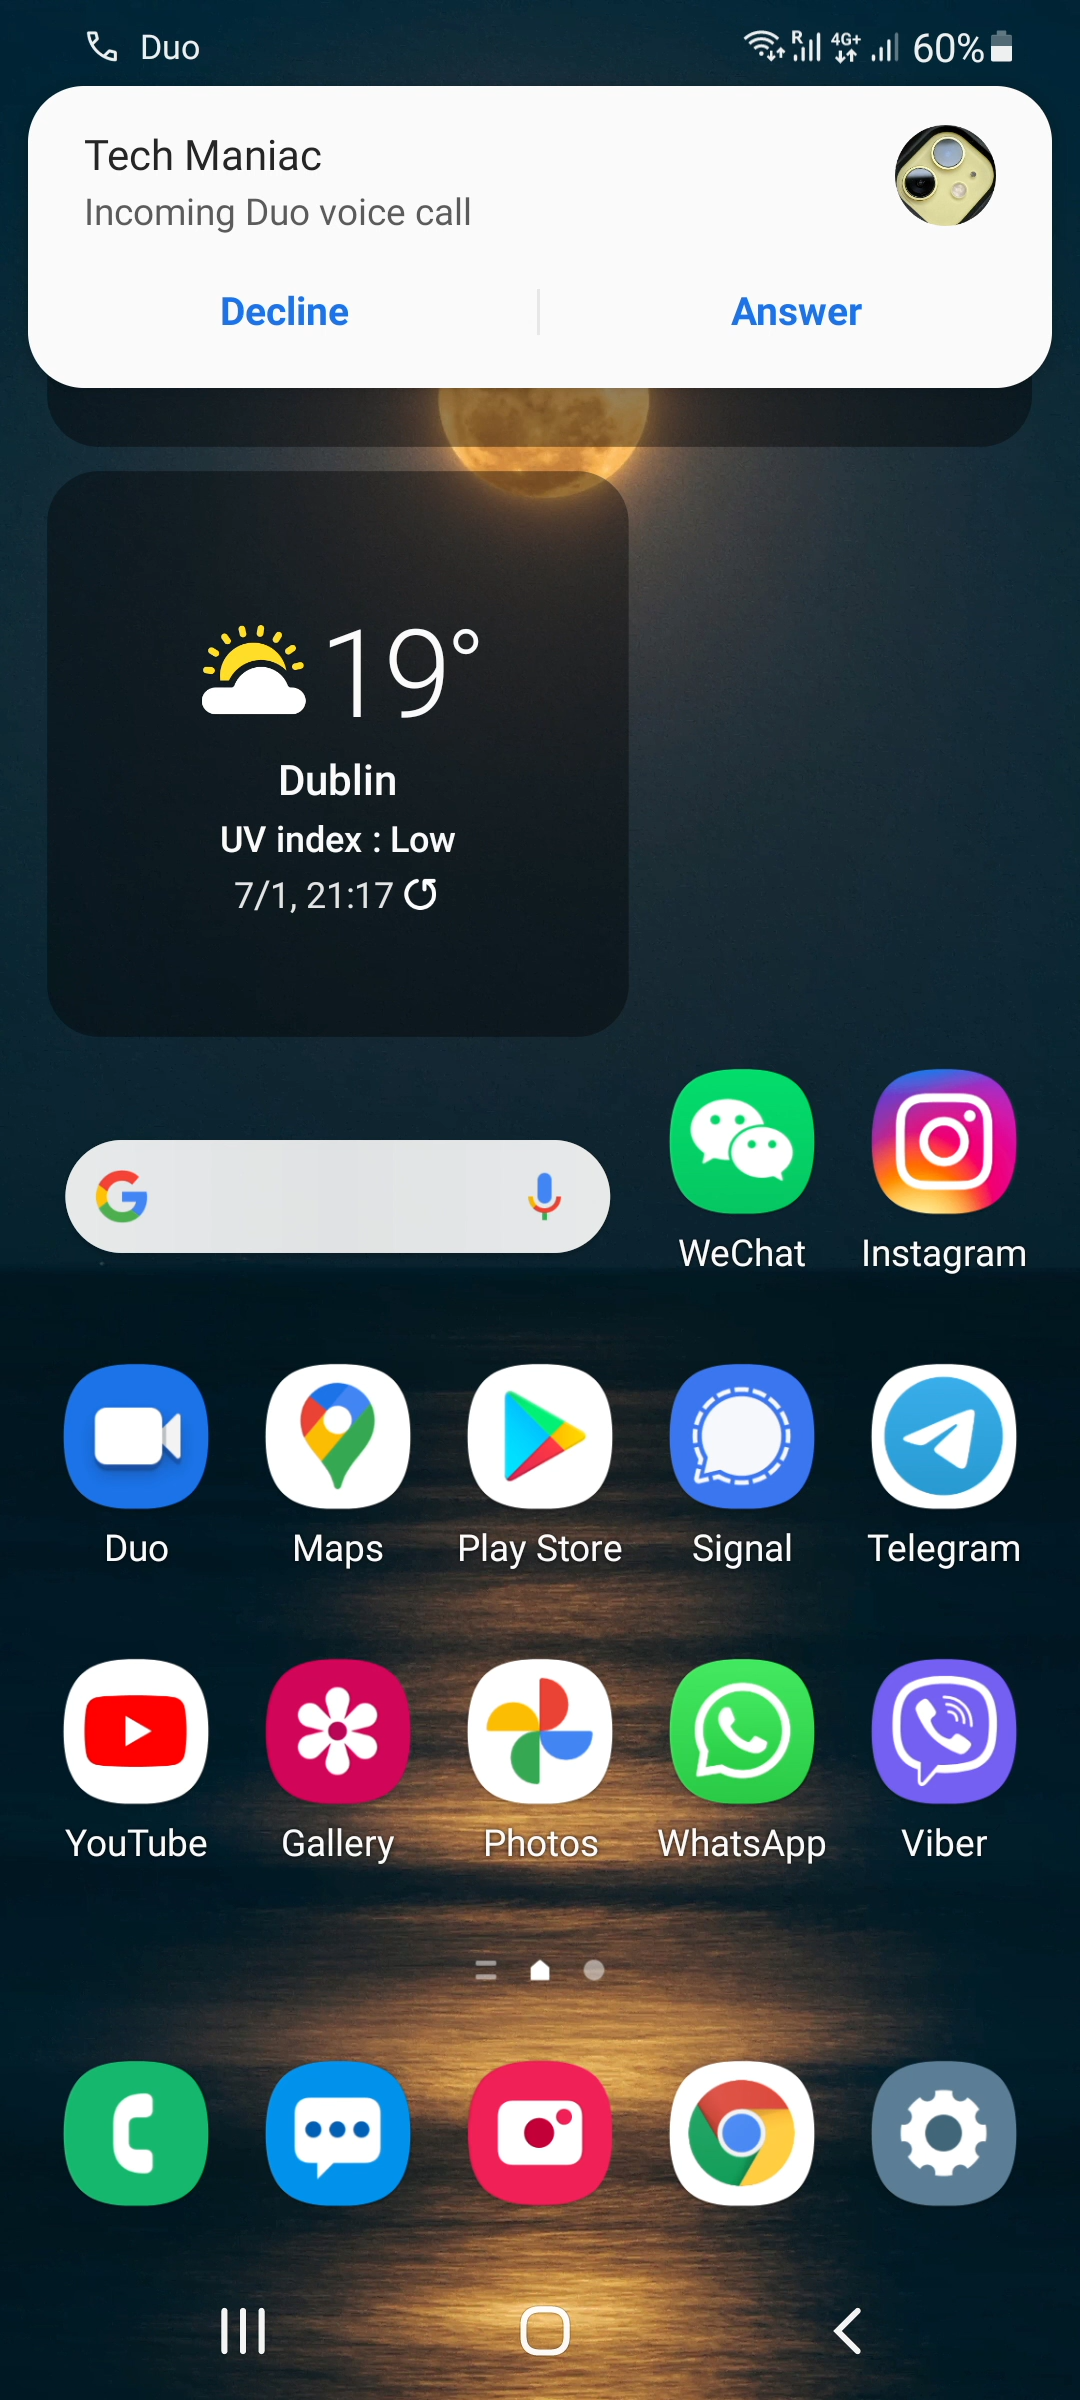 Duo
R 4G+ 60%
Tech Maniac
Incoming Duo voice call
Decline
Answer
19°
Dublin
UV index : Low
7/1, 21:17
WeChat
Instagram
Duo
Maps
Play Store
Signal
Telegram
YouTube
Gallery
Photos
WhatsApp
Viber